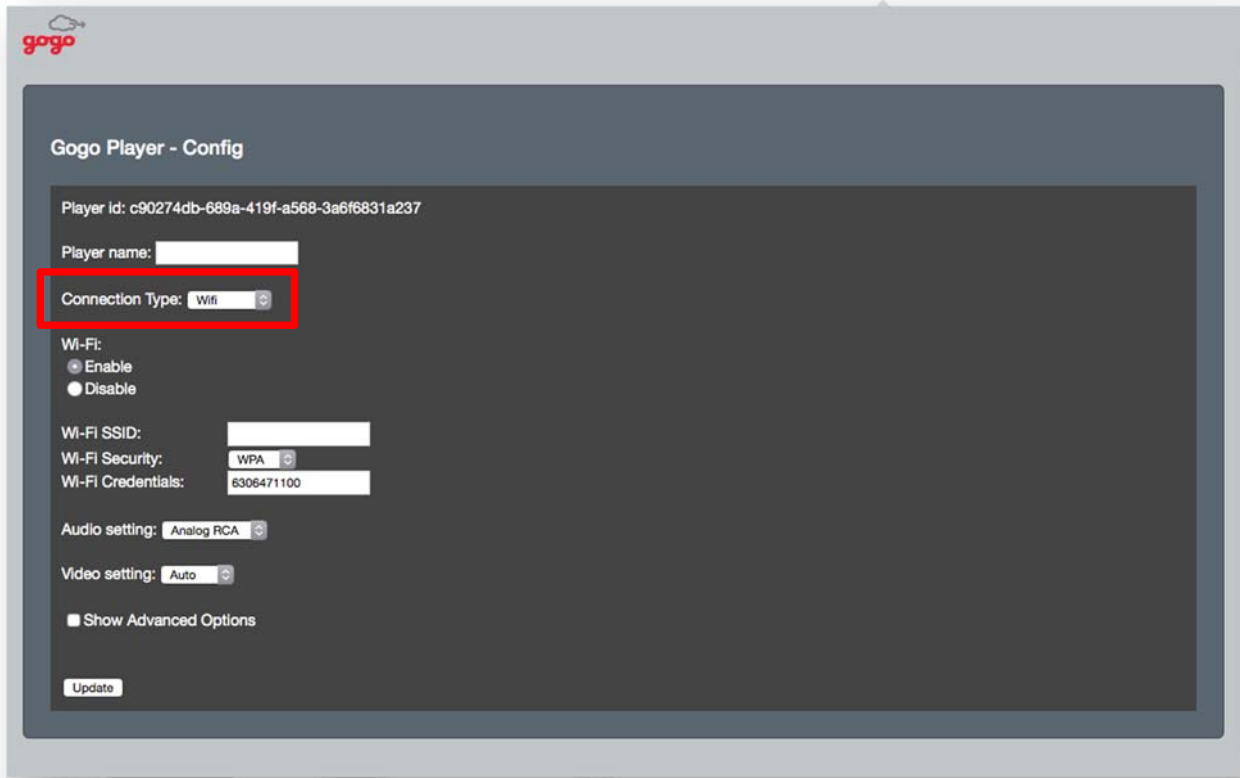 gogo
Gogo Player - Config
Player id: c90274db-689a-419f-a568-3a6f6831a237
Player name:
Connection Type: Wifi
Wi-Fi:
Enable
Disable
Wi-Fi SSID:
Wi-Fi Security: WPA
Wi-Fi Credentials: 6306471100
Audio setting: Analog RCA
Video setting: Auto
Show Advanced Options
Update